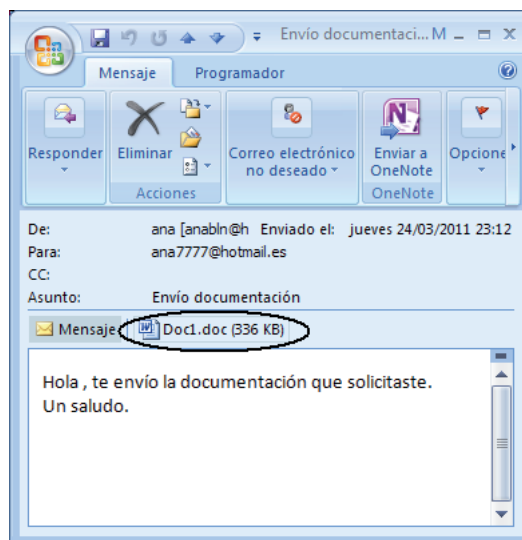 Envío documentaci... M
Mensaje Programador
Responder Eliminar Correo electrónico no deseado Enviar a OneNote Opcione
Acciones OneNote
De: ana [anabln@h Enviado el: jueves 24/03/2011 23:12
Para: ana7777@hotmail.es
CC:
Asunto: Envío documentación
Mensaje Doc1.doc (336 KB)
Hola , te envío la documentación que solicitaste.
Un saludo.